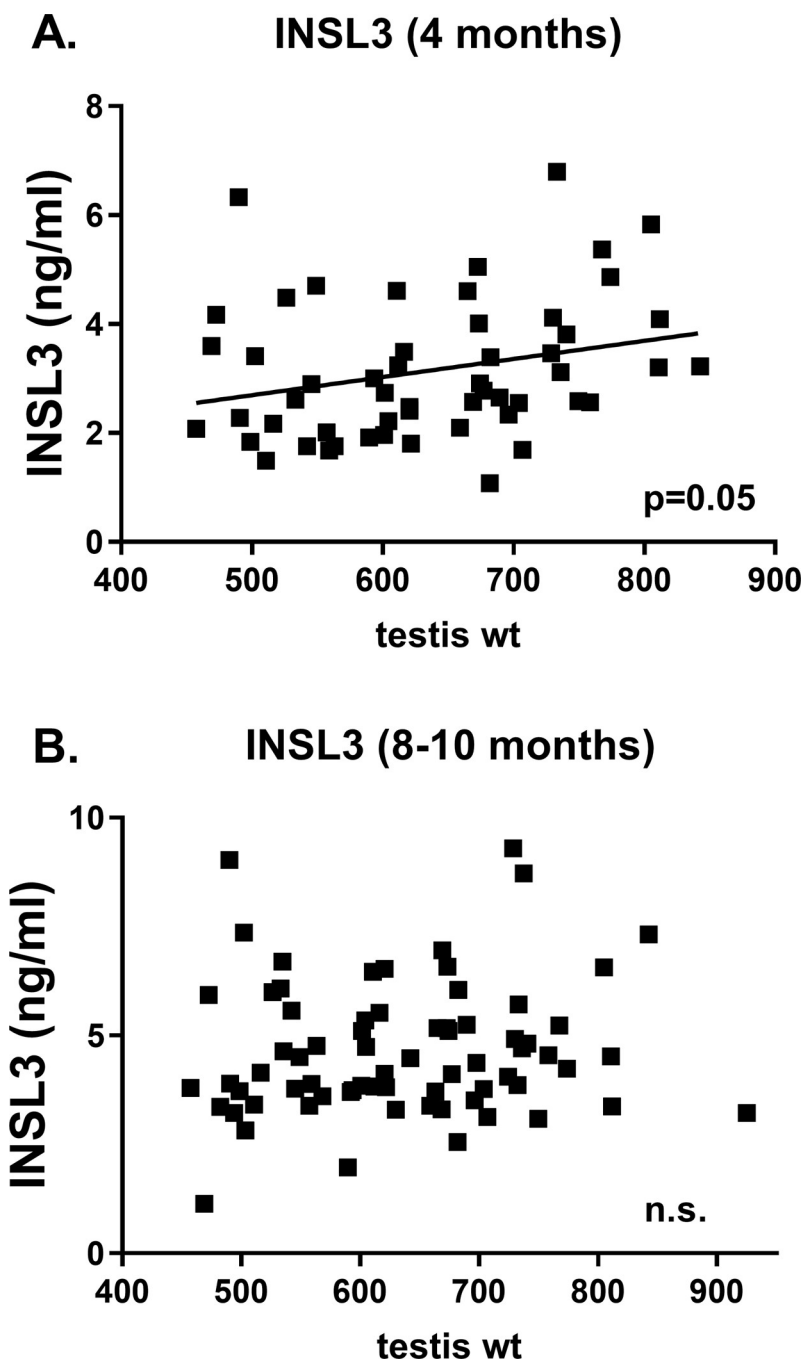 A. INSL3 (4 months)
INSL3 (ng/ml)
8
6
4
2
0
p=0.05
400 500 600 700 800 900
testis wt
B. INSL3 (8-10 months)
INSL3 (ng/ml)
10
5
0
n.s.
400 500 600 700 800 900
testis wt